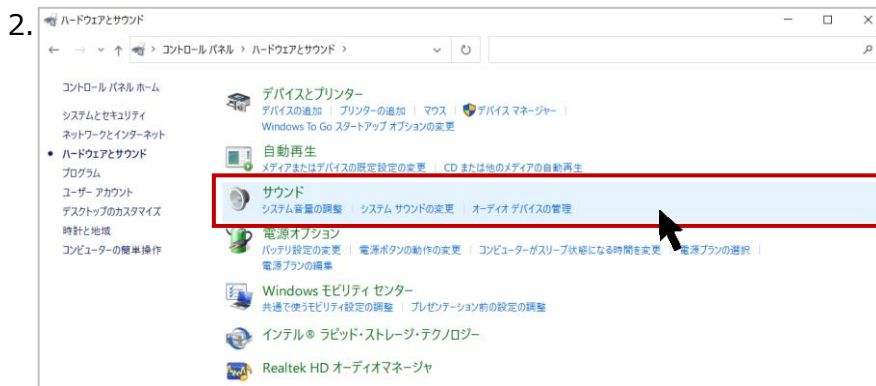 2.
ハードウェアとサウンド
コントロール パネル > ハードウェアとサウンド >
コントロール パネル ホーム
システムとセキュリティ
ネットワークとインターネット
ハードウェアとサウンド
プログラム
ユーザー アカウント
デスクトップのカスタマイズ
時計と地域
コンピューターの簡単操作
デバイスとプリンター
デバイスの追加 | プリンターの追加 | マウス | デバイス マネージャー |
Windows To Go スタートアップ オプションの変更
自動再生
メディアまたはデバイスの既定設定の変更 | CD または他のメディアの自動再生
サウンド
システム音量の調整 | システム サウンドの変更 | オーディオ デバイスの管理
電源オプション
バッテリ設定の変更 | 電源ボタンの動作の変更 | コンピューターがスリープ状態になる時間を変更 | 電源プランの選択 |
電源プランの編集
Windows モビリティ センター
共通で使うモビリティ設定の調整 | プレゼンテーション前の設定の調整
インテル® ラピッド・ストレージ・テクノロジー
Realtek HD オーディオマネージャ